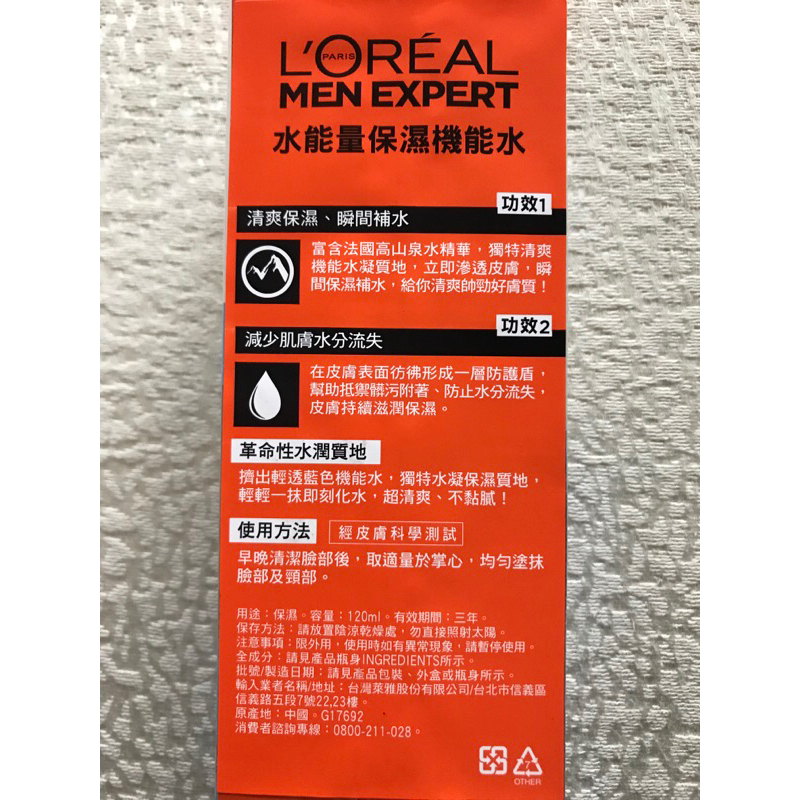 L'ORÉAL
PARIS
MEN EXPERT
水能量保濕機能水
功效1
清爽保濕、瞬間補水
富含法國高山泉水精華,獨特清爽
機能水凝質地,立即滲透皮膚,瞬
間保濕補水,給你清爽帥勁好膚質!
功效2
減少肌膚水分流失
在皮膚表面彷彿形成一層防護盾,
幫助抵禦髒污附著、防止水分流失,
皮膚持續滋潤保濕。
革命性水潤質地
擠出輕透藍色機能水,獨特水凝保濕質地,
輕輕一抹即刻化水,超清爽、不黏膩!
使用方法 經皮膚科學測試
早晚清潔臉部後,取適量於掌心,均勻塗抹
臉部及頸部。
用途:保濕。容量:120ml。有效期間:三年。
保存方法:請放置陰涼乾燥處,勿直接照射太陽。
注意事項:限外用,使用時如有異常現象,請暫停使用。
全成分:請見產品瓶身INGREDIENTS所示。
批號/製造日期:請見產品包裝、外盒或瓶身所示。
輸入業者名稱/地址:台灣萊雅股份有限公司/台北市信義區
信義路五段7號22,23樓。
原產地:中國。G17692
消費者諮詢專線:0800-211-028。
7
OTHER